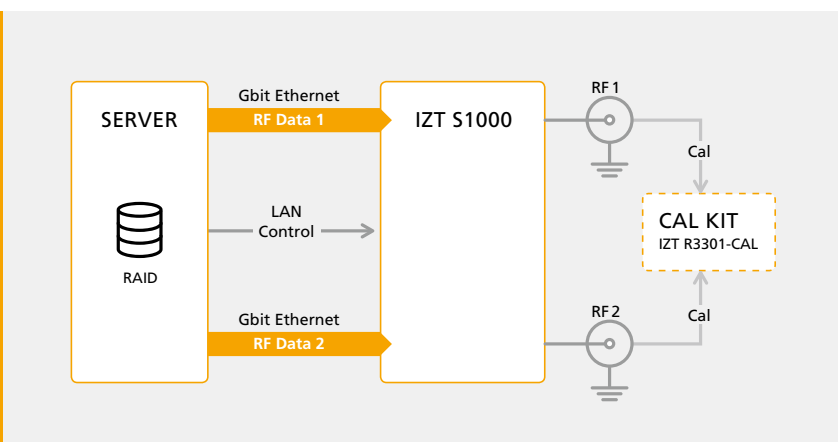 SERVER
RAID
Gbit Ethernet
RF Data 1
LAN
Control
Gbit Ethernet
RF Data 2
IZT S1000
RF 1
Cal
CAL KIT
IZT R3301-CAL
RF 2
Cal